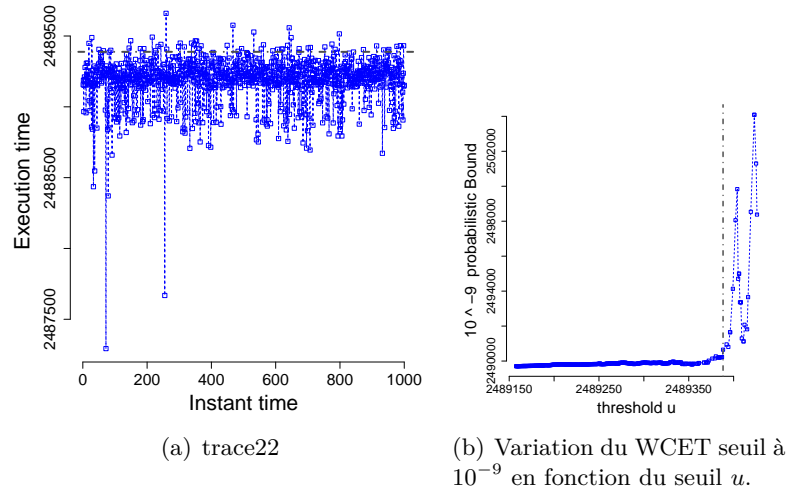 2489500
2488500
2487500
Execution time
0 200 400 600 800 1000
Instant time
(a) trace22
10^−9 probabilistic Bound
2502000
2498000
2494000
2490000
2489150 2489250 2489350
threshold u
(b) Variation du WCET seuil à
10⁻⁹ en fonction du seuil u.